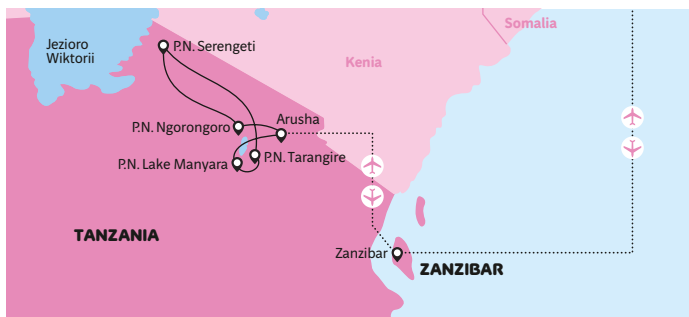 Somalia
Jezioro
Wiktorii
P.N. Serengeti
Kenia
Arusha
P.N. Ngorongoro
P.N. Tarangire
P.N. Lake Manyara
TANZANIA
Zanzibar
ZANZIBAR